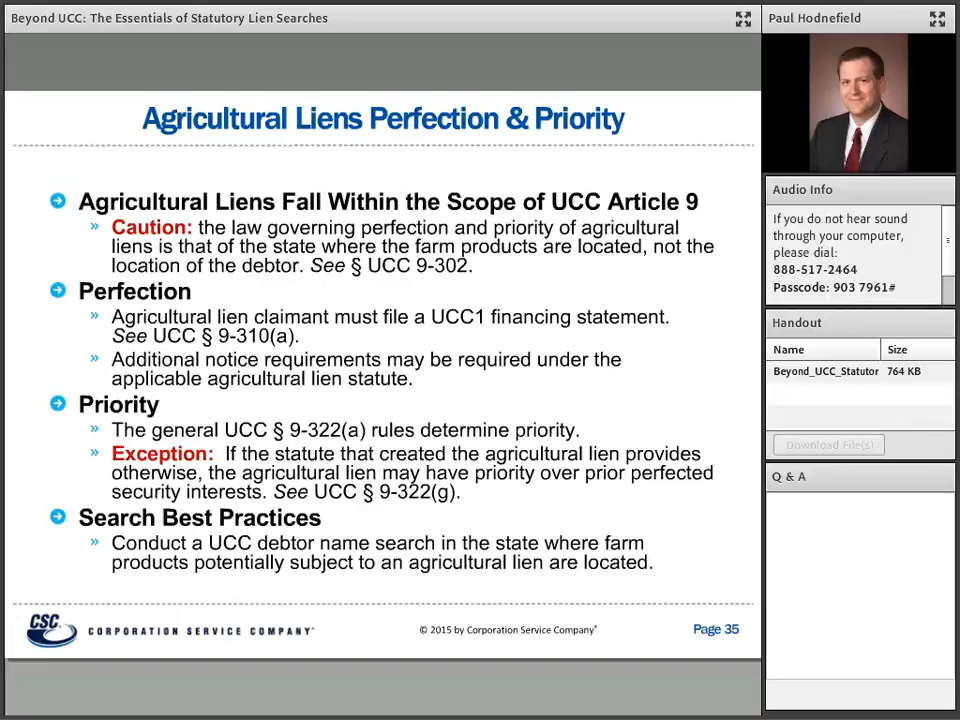 Beyond UCC: The Essentials of Statutory Lien Searches
Agricultural Liens Perfection & Priority
Agricultural Liens Fall Within the Scope of UCC Article 9
» Caution: the law governing perfection and priority of agricultural
liens is that of the state where the farm products are located, not the
location of the debtor. See § UCC 9-302.
Perfection
» Agricultural lien claimant must file a UCC1 financing statement.
See UCC § 9-310(a).
» Additional notice requirements may be required under the
applicable agricultural lien statute.
Priority
» The general UCC § 9-322(a) rules determine priority.
» Exception: If the statute that created the agricultural lien provides
otherwise, the agricultural lien may have priority over prior perfected
security interests. See UCC § 9-322(g).
Search Best Practices
» Conduct a UCC debtor name search in the state where farm
products potentially subject to an agricultural lien are located.
CSC. CORPORATION SERVICE COMPANY®
© 2015 by Corporation Service Company®
Page 35
Paul Hodnefield
Audio Info
If you do not hear sound
through your computer,
please dial:
888-517-2464
Passcode: 903 7961#
Handout
Name Size
Beyond_UCC_Statutor 764 KB
Download File(s)
Q & A